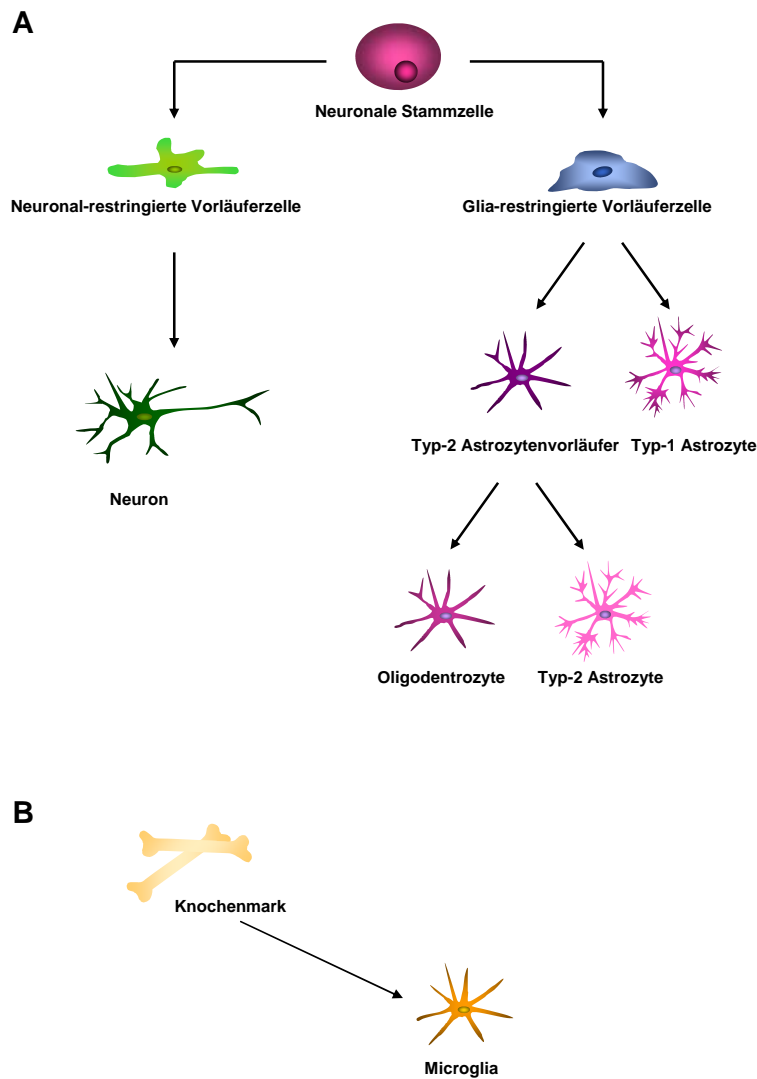 A
Neuronale Stammzelle
Neuronal-restringierte Vorläuferzelle
Glia-restringierte Vorläuferzelle
Typ-2 Astrozytenvorläufer
Typ-1 Astrozyte
Neuron
Oligodentrozyte
Typ-2 Astrozyte
B
Knochenmark
Microglia